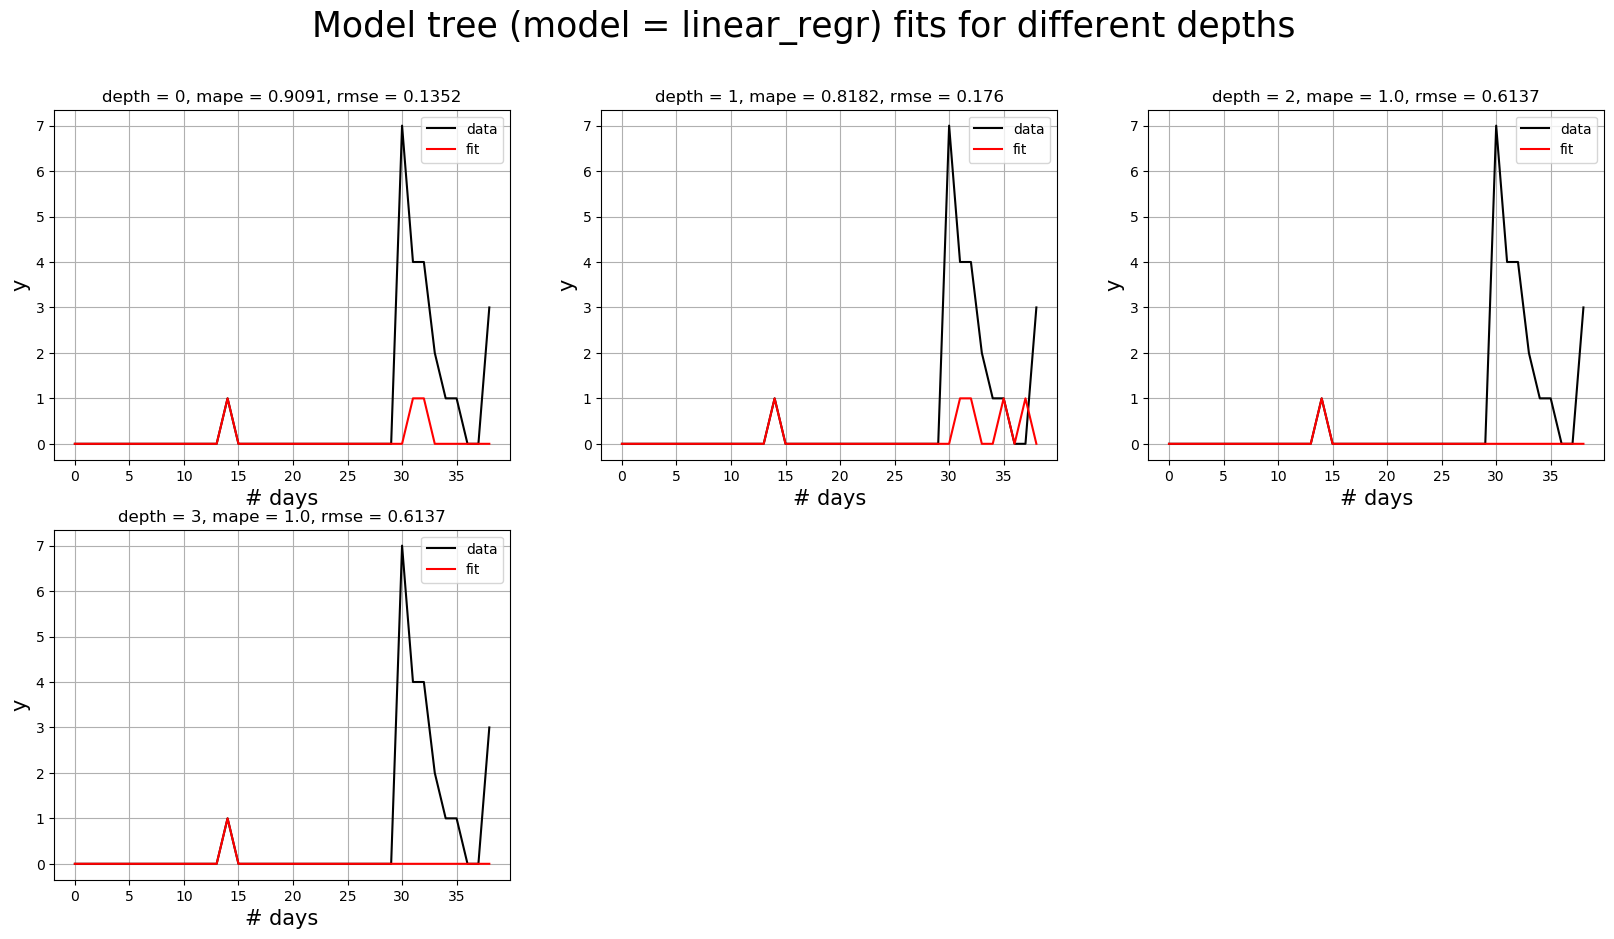 Model tree (model = linear_regr) fits for different depths
depth = 0, mape = 0.9091, rmse = 0.1352
7
6
5
4
3
2
1
0
y
data
fit
0 5 10 15 20 25 30 35
# days
depth = 1, mape = 0.8182, rmse = 0.176
7
6
5
4
3
2
1
0
y
data
fit
0 5 10 15 20 25 30 35
# days
depth = 2, mape = 1.0, rmse = 0.6137
7
6
5
4
3
2
1
0
y
data
fit
0 5 10 15 20 25 30 35
# days
depth = 3, mape = 1.0, rmse = 0.6137
7
6
5
4
3
2
1
0
y
data
fit
0 5 10 15 20 25 30 35
# days